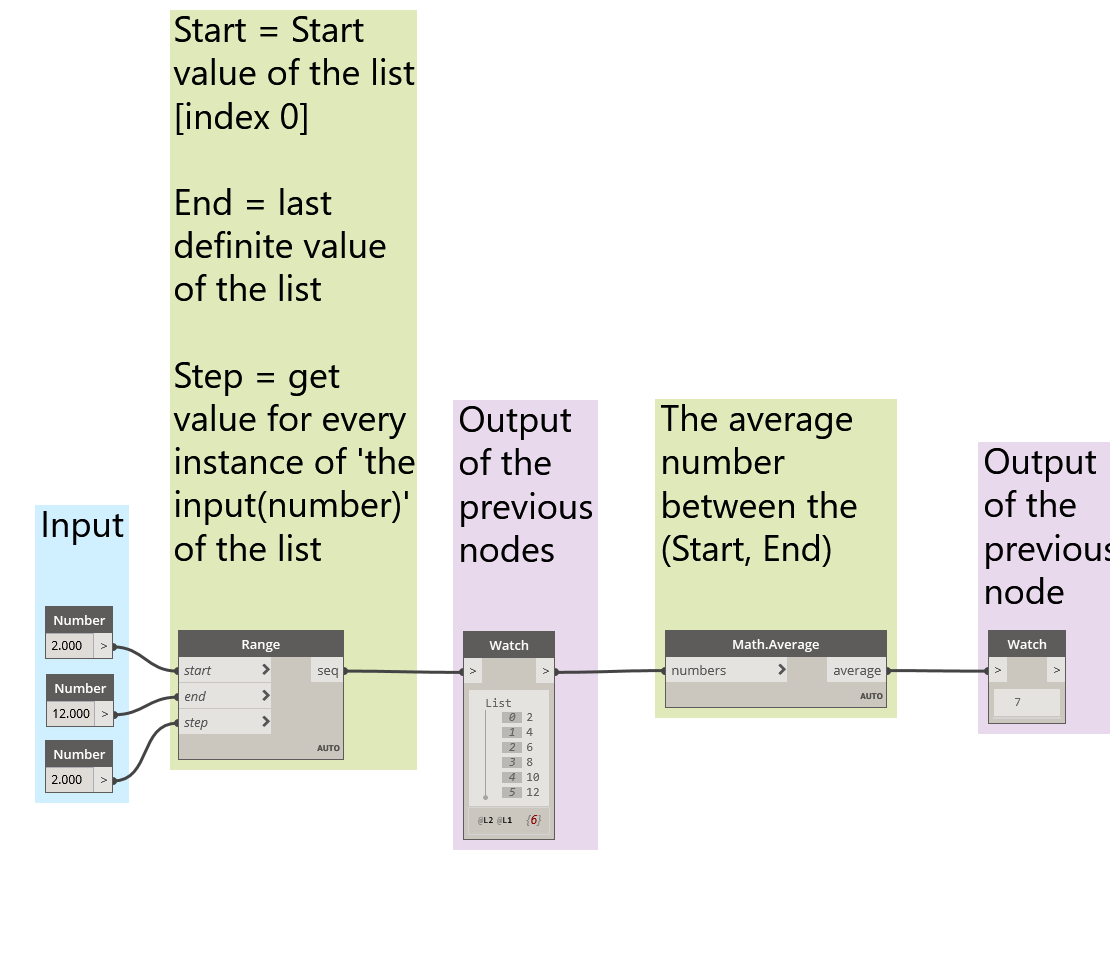 Start = Start
value of the list
[index 0]
End = last
definite value
of the list
Step = get
value for every
instance of 'the
input(number)'
of the list
Input
Number
2.000 >
Number
12.000 >
Number
2.000 >
Range
start > seq
end >
step >
AUTO
Output
of the
previous
nodes
Watch
> >
List
0 2
1 4
2 6
3 8
4 10
5 12
@L2 @L1 {6}
The average
number
between the
(Start, End)
Math.Average
numbers > average
AUTO
Output
of the
previous
node
Watch
> >
7